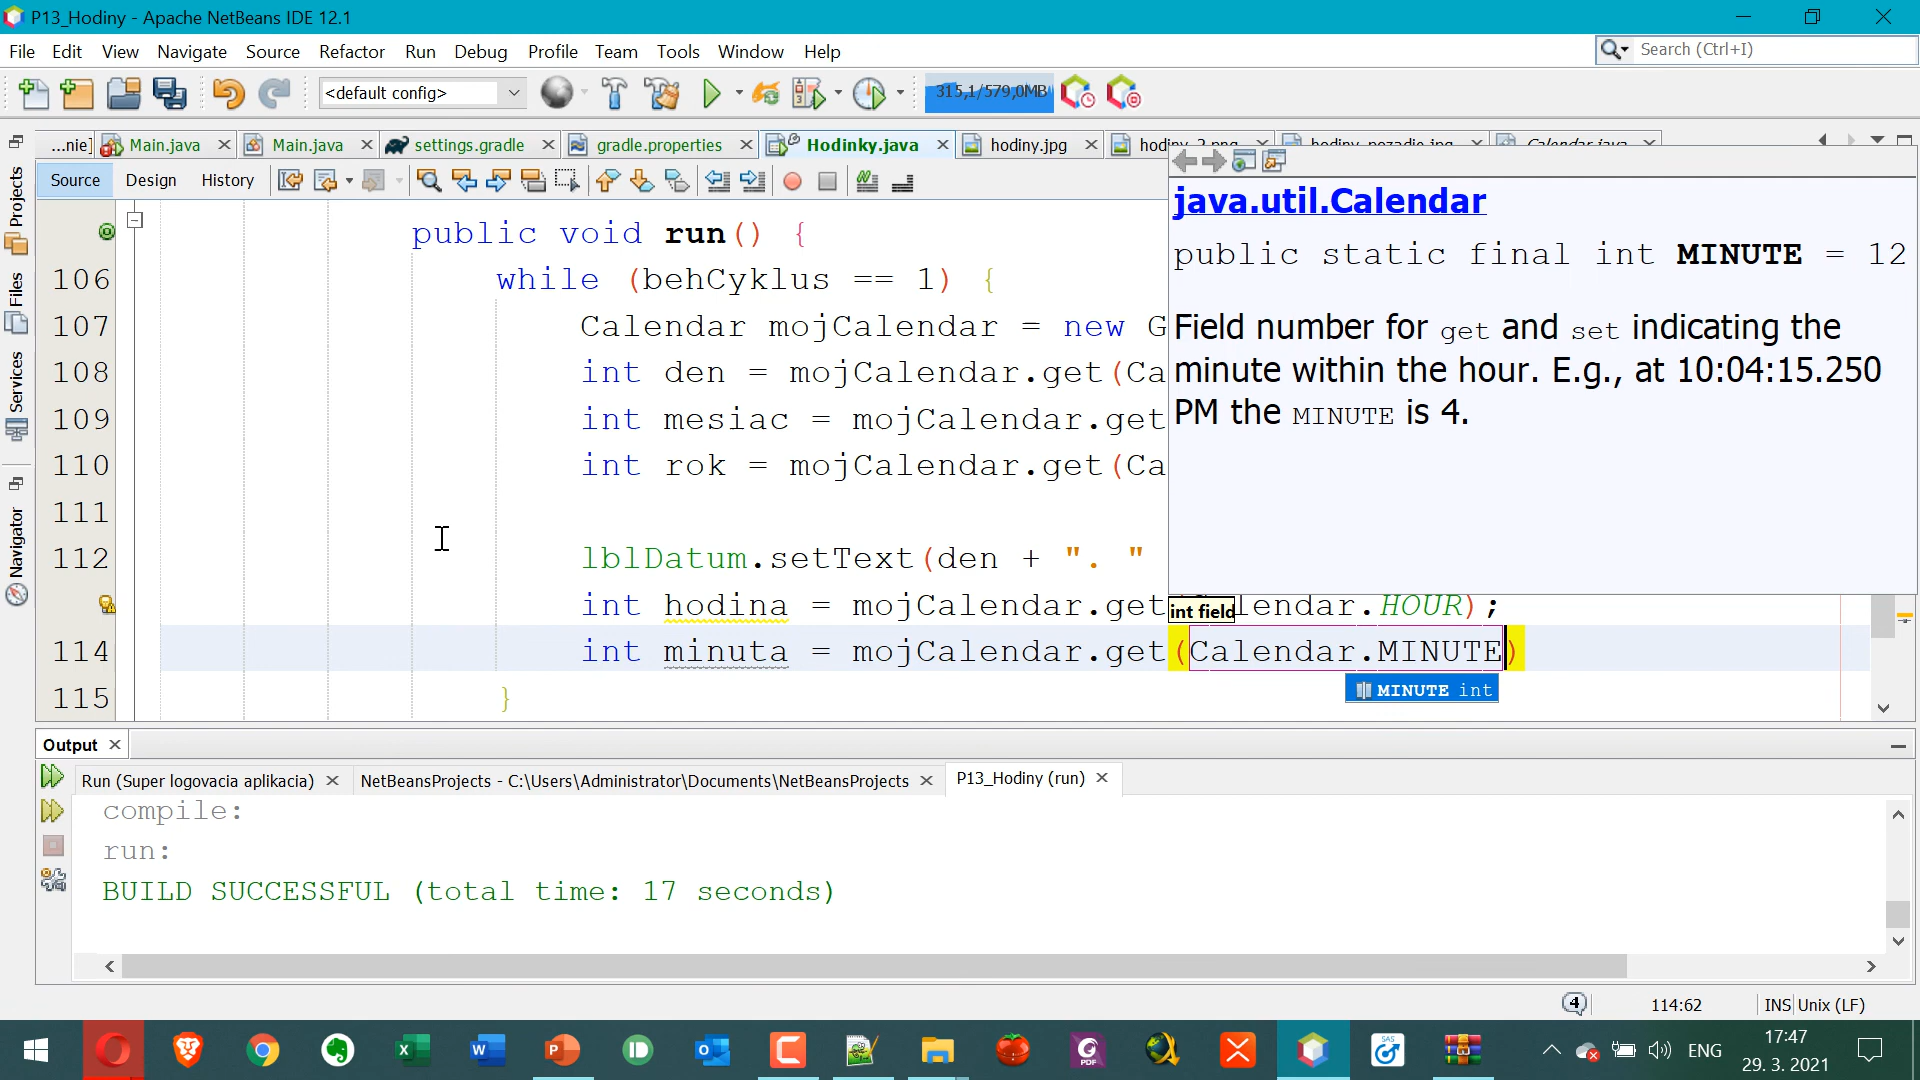 P13_Hodiny - Apache NetBeans IDE 12.1
File Edit View Navigate Source Refactor Run Debug Profile Team Tools Window Help
Search (Ctrl+I)
<default config>
315,1/579,0MB
...nie] Main.java Main.java settings.gradle gradle.properties Hodinky.java hodiny.jpg hodiny_2.png hodiny_pozadie.jpg Calendar.java
Source Design History
Projects
Files
Services
Navigator
public void run() {
106 while (behCyklus == 1) {
107 Calendar mojCalendar = new G
108 int den = mojCalendar.get(Ca
109 int mesiac = mojCalendar.get
110 int rok = mojCalendar.get(Ca
111
112 lblDatum.setText(den + ". "
int hodina = mojCalendar.get lendar.HOUR);
114 int minuta = mojCalendar.get(Calendar.MINUTE)
115 }
java.util.Calendar
public static final int MINUTE = 12
Field number for get and set indicating the
minute within the hour. E.g., at 10:04:15.250
PM the MINUTE is 4.
int field
MINUTE int
Output
Run (Super logovacia aplikacia) NetBeansProjects - C:\Users\Administrator\Documents\NetBeansProjects P13_Hodiny (run)
compile:
run:
BUILD SUCCESSFUL (total time: 17 seconds)
4 114:62 INS Unix (LF)
ENG
17:47
29. 3. 2021